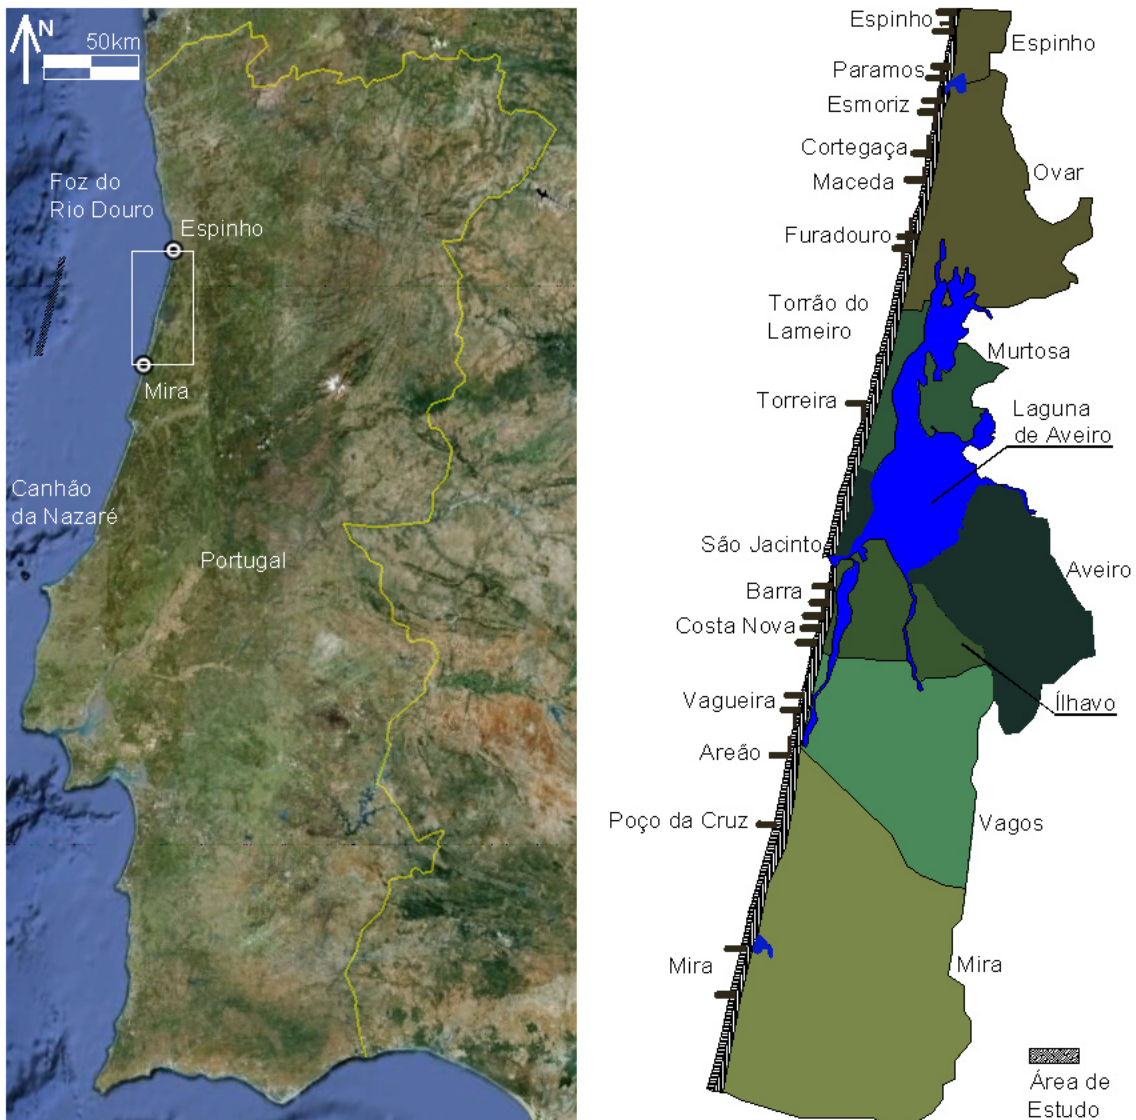 N
50km
Foz do
Rio Douro
Espinho
Mira
Canhão
da Nazaré
Portugal
Espinho
Espinho
Paramos
Esmoriz
Cortegaça
Ovar
Maceda
Furadouro
Torrão do
Lameiro
Murtosa
Torreira
Laguna
de Aveiro
São Jacinto
Aveiro
Barra
Costa Nova
Vagueira
Ílhavo
Areão
Poço da Cruz
Vagos
Mira
Mira
Área de
Estudo